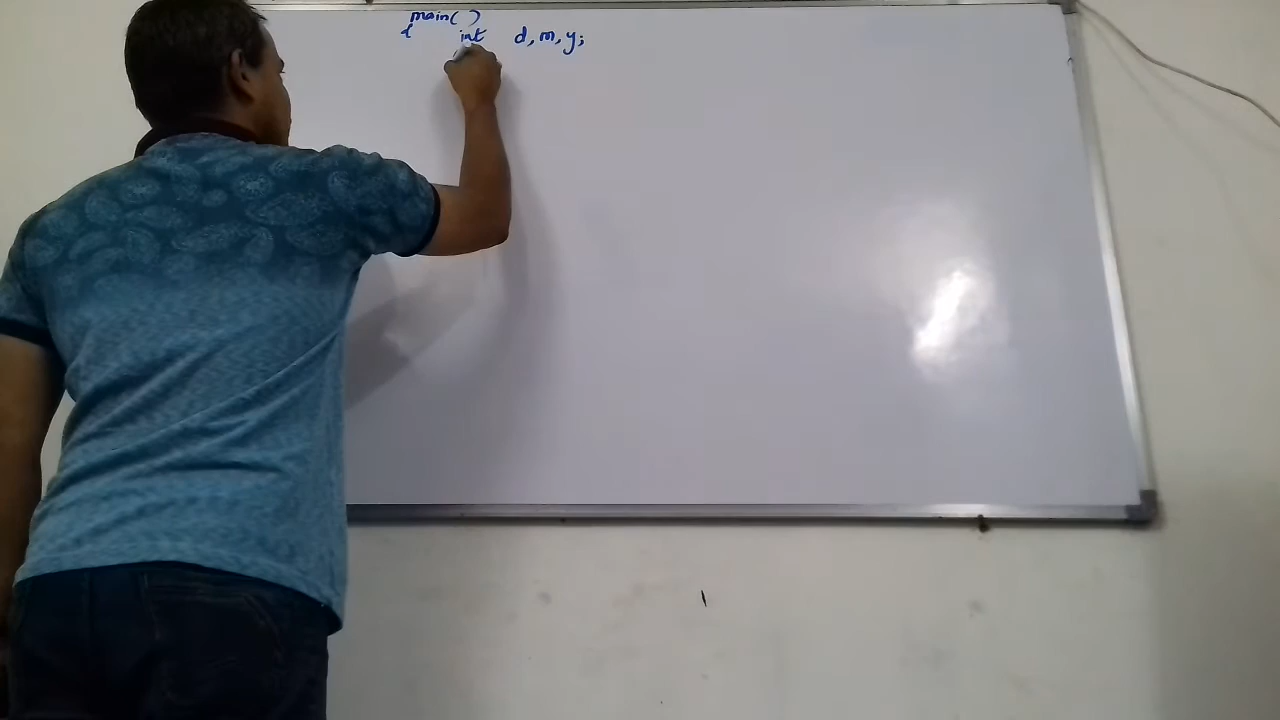 main()
{ int d, m, y;